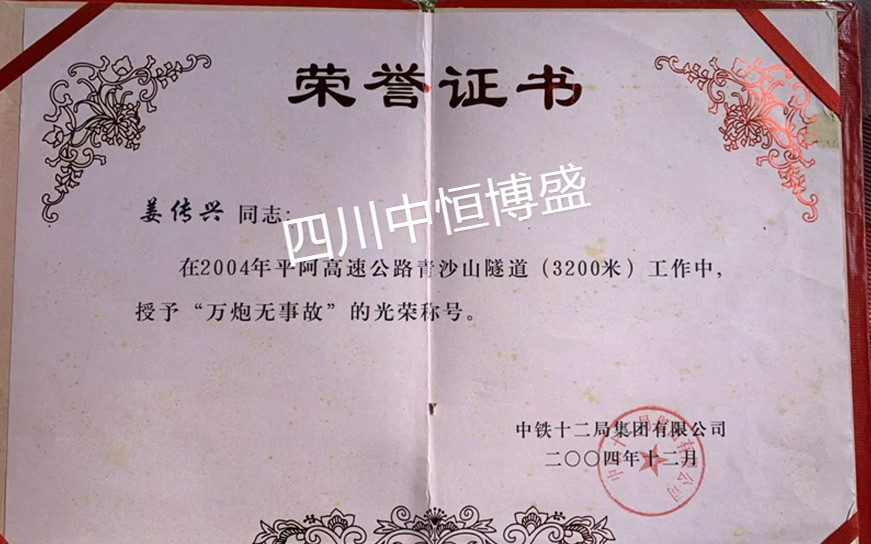 荣誉证书
姜传兴 同志:
四川中恒博盛
在2004年平阿高速公路青沙山隧道（3200米）工作中,
授予“万炮无事故”的光荣称号。
中铁十二局集团有限公司
二〇〇四年十二月